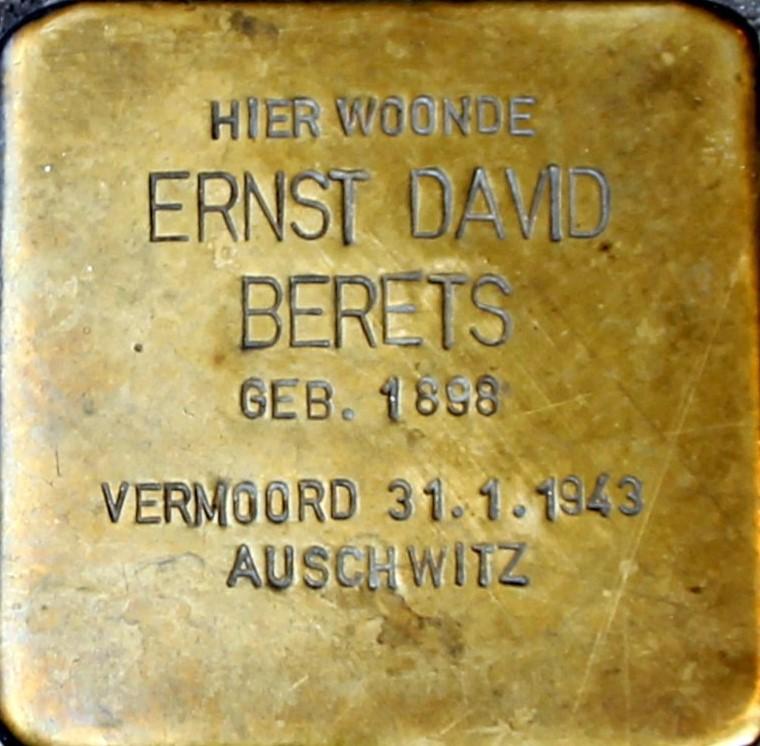 HIER WOONDE
ERNST DAVID
BERETS
GEB. 1898
VERMOORD 31.1.1943
AUSCHWITZ